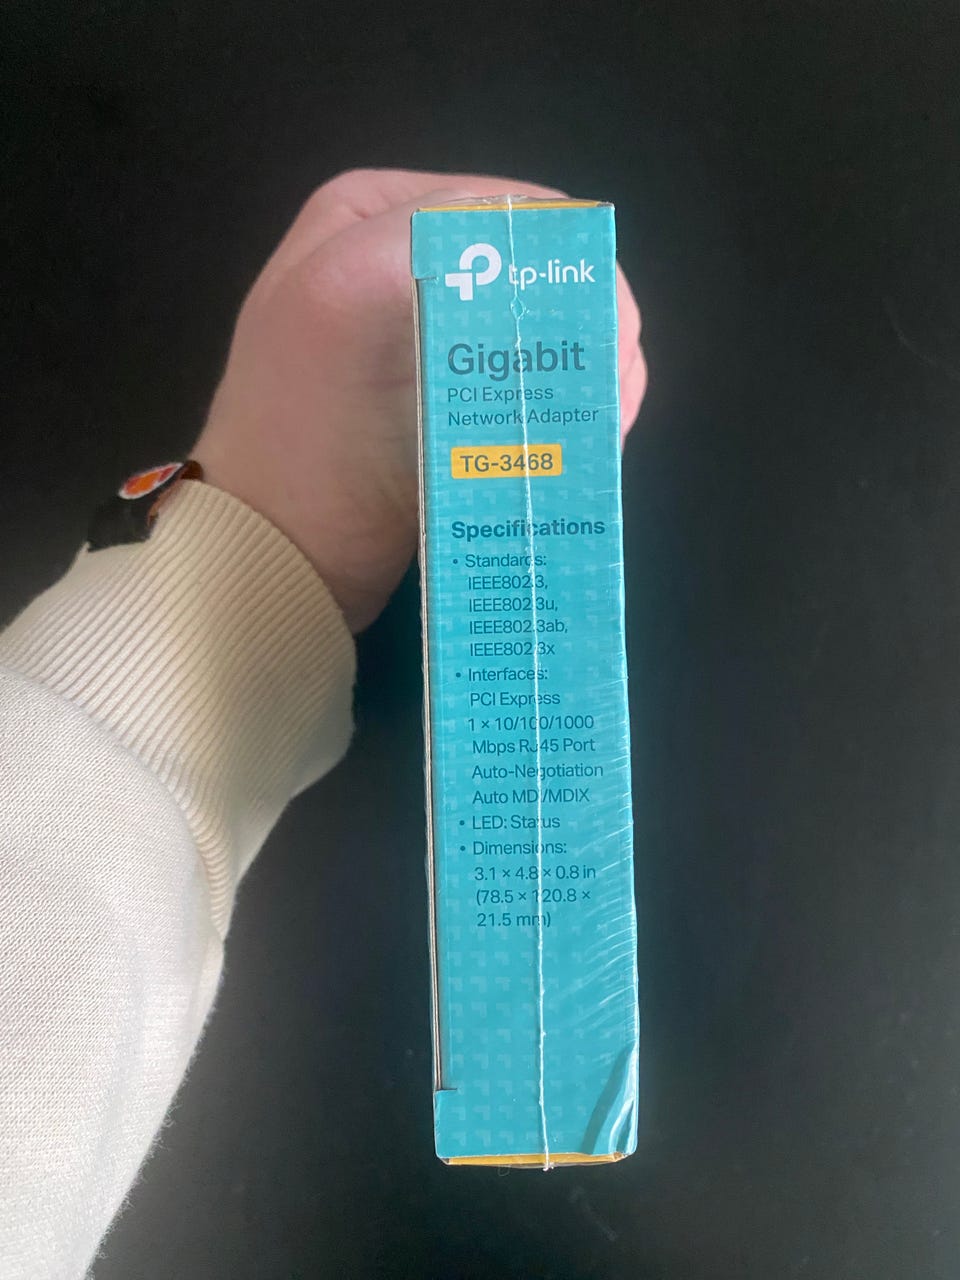 tp-link
Gigabit
PCI Express
Network Adapter
TG-3468
Specifications
• Standards:
IEEE802.3,
IEEE802.3u,
IEEE802.3ab,
IEEE802.3x
• Interfaces:
PCI Express
1 × 10/100/1000
Mbps RJ45 Port
Auto-Negotiation
Auto MDI/MDIX
• LED: Status
• Dimensions:
3.1 × 4.8 × 0.8 in
(78.5 × 120.8 ×
21.5 mm)